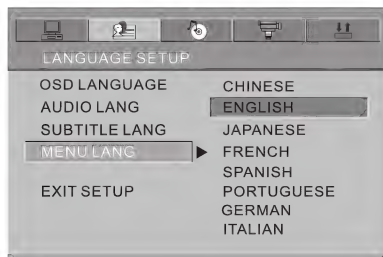 LANGUAGE SETUP
OSD LANGUAGE
AUDIO LANG
SUBTITLE LANG
MENU LANG
EXIT SETUP
CHINESE
ENGLISH
JAPANESE
FRENCH
SPANISH
PORTUGUESE
GERMAN
ITALIAN